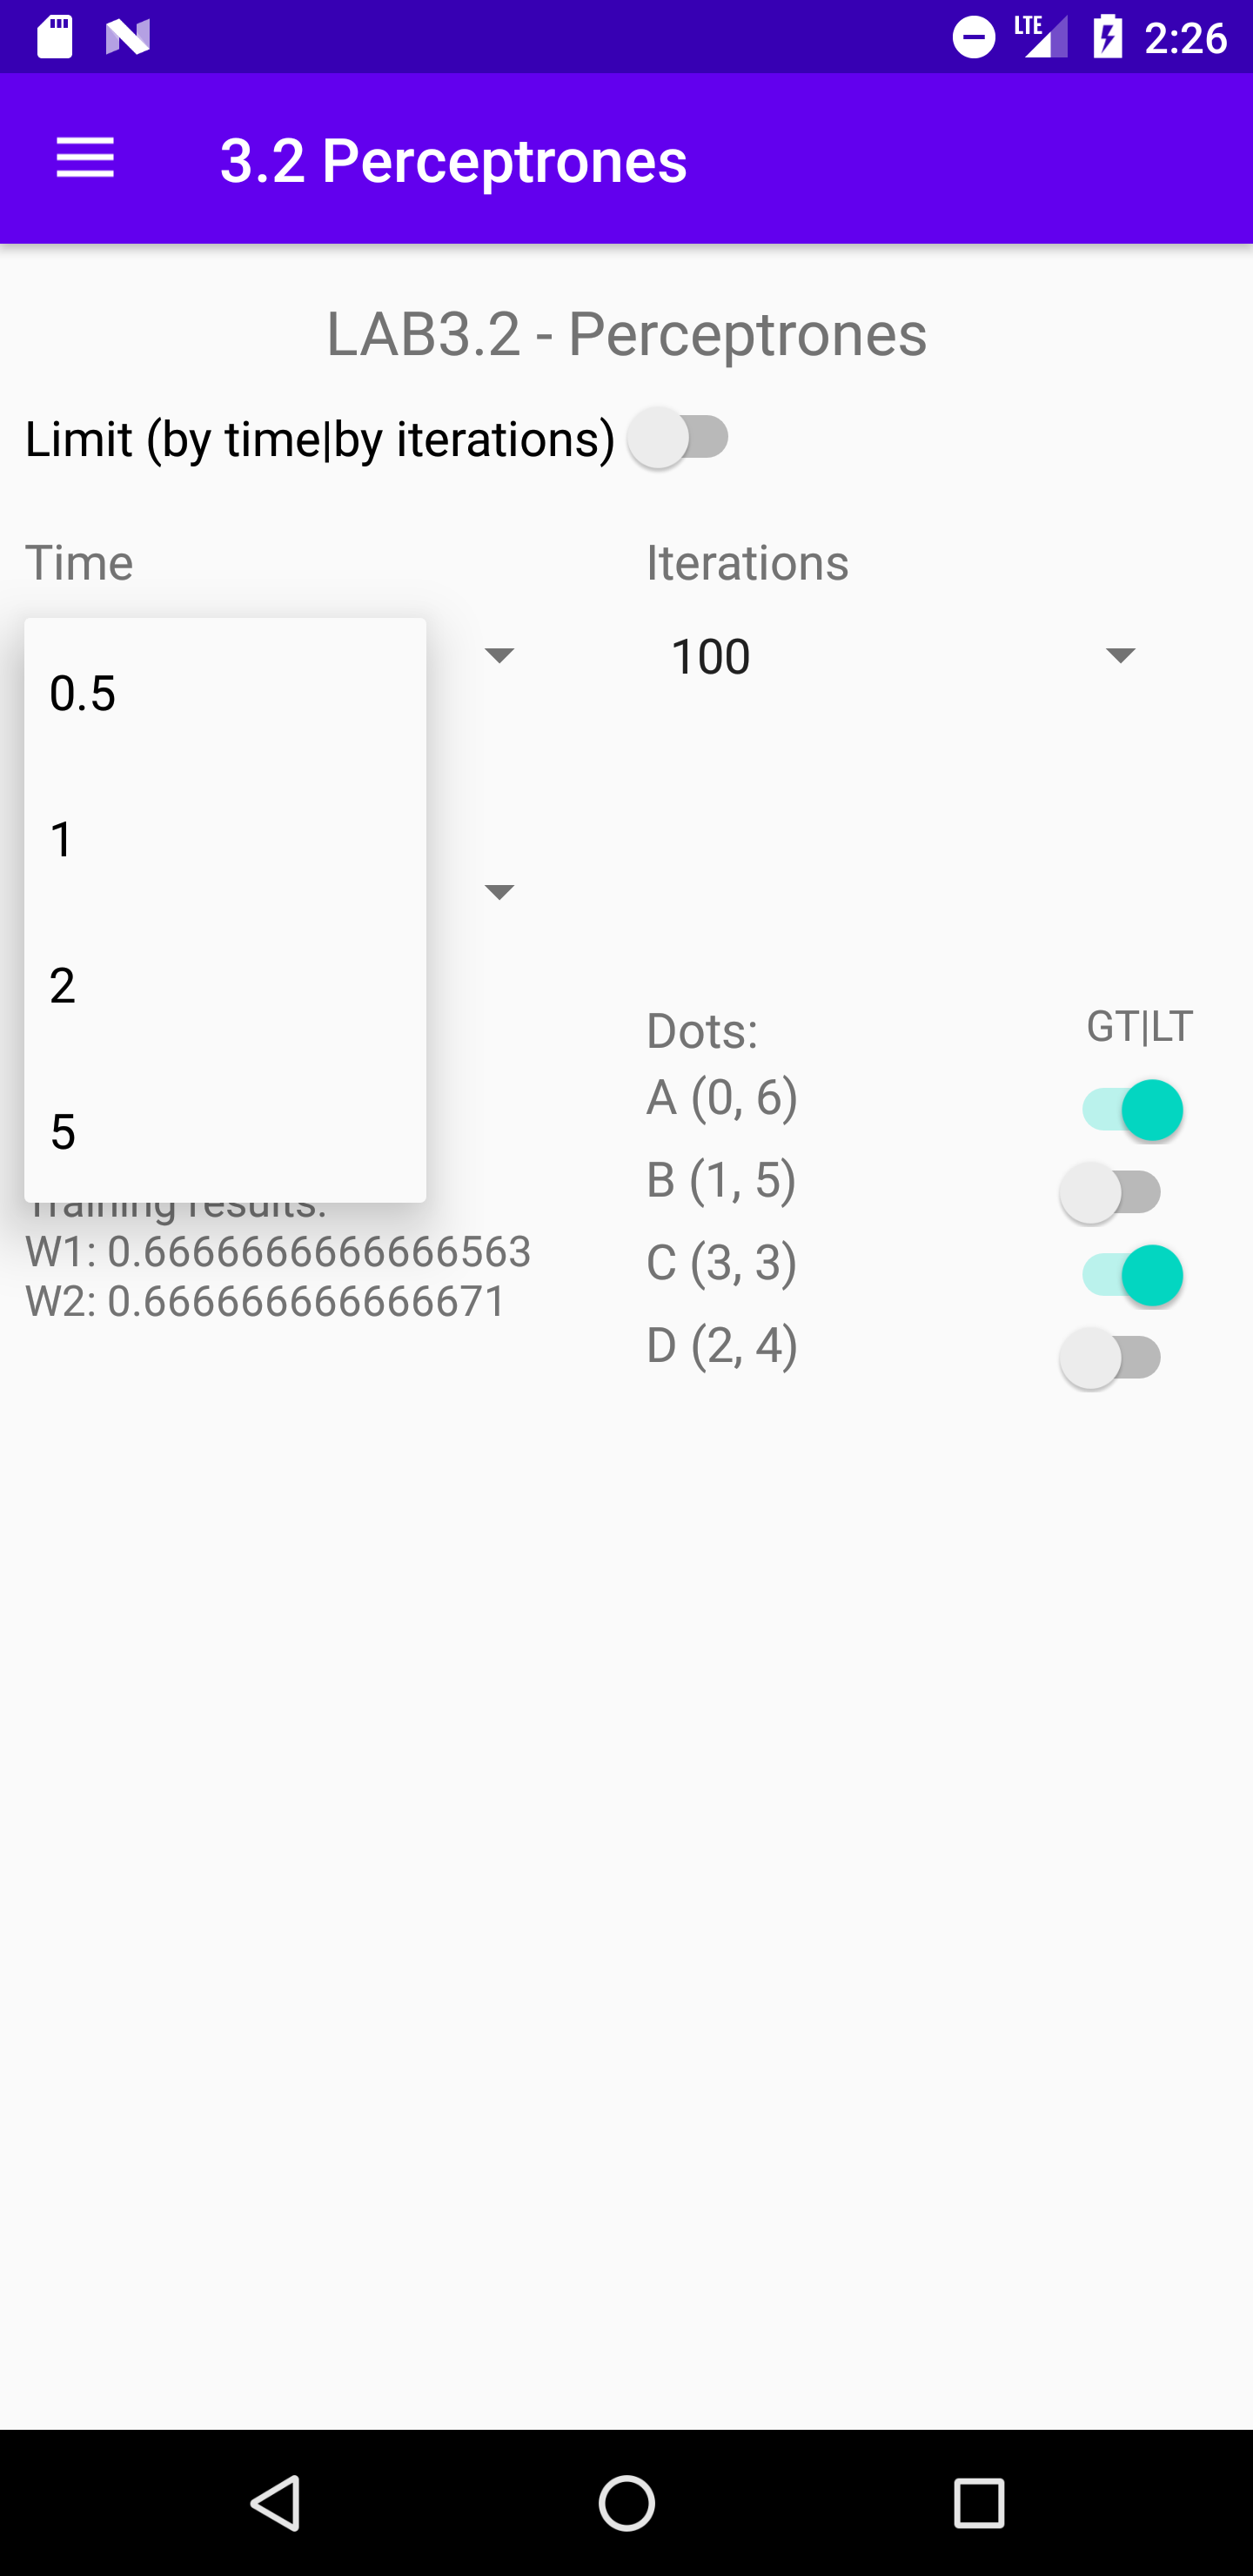 LTE 2:26
3.2 Perceptrones
LAB3.2 - Perceptrones
Limit (by time|by iterations)
Time
Iterations
0.5
1
2
5
100
Training results:
W1: 0.6666666666666563
W2: 0.666666666666671
Dots:
GT|LT
A (0, 6)
B (1, 5)
C (3, 3)
D (2, 4)